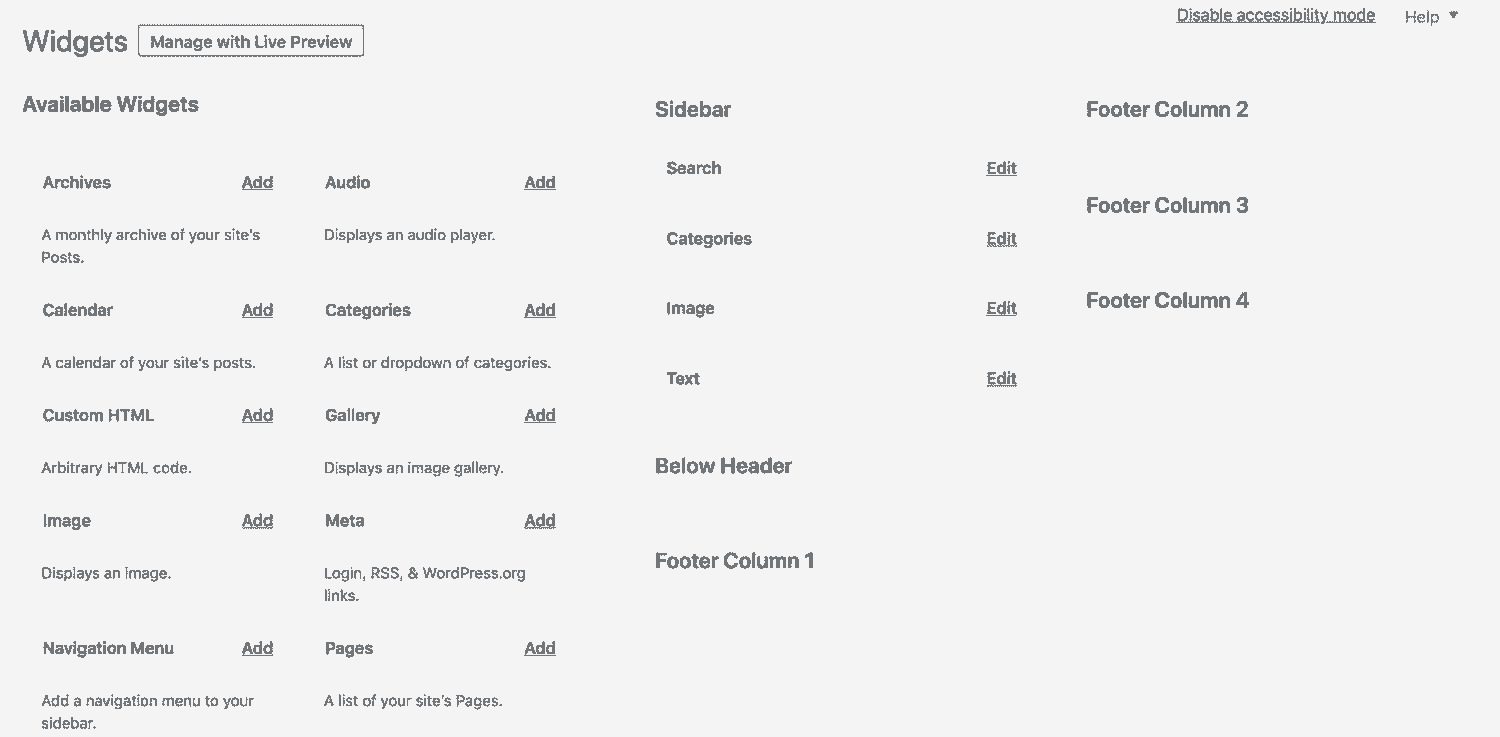 Disable accessibility mode
Help ▼
Widgets
Manage with Live Preview
Available Widgets
Archives Add
A monthly archive of your site's
Posts.
Audio Add
Displays an audio player.
Calendar Add
A calendar of your site's posts.
Categories Add
A list or dropdown of categories.
Custom HTML Add
Arbitrary HTML code.
Gallery Add
Displays an image gallery.
Image Add
Displays an image.
Meta Add
Login, RSS, & WordPress.org
links.
Navigation Menu Add
Add a navigation menu to your
sidebar.
Pages Add
A list of your site's Pages.
Sidebar
Search Edit
Categories Edit
Image Edit
Text Edit
Below Header
Footer Column 1
Footer Column 2
Footer Column 3
Footer Column 4